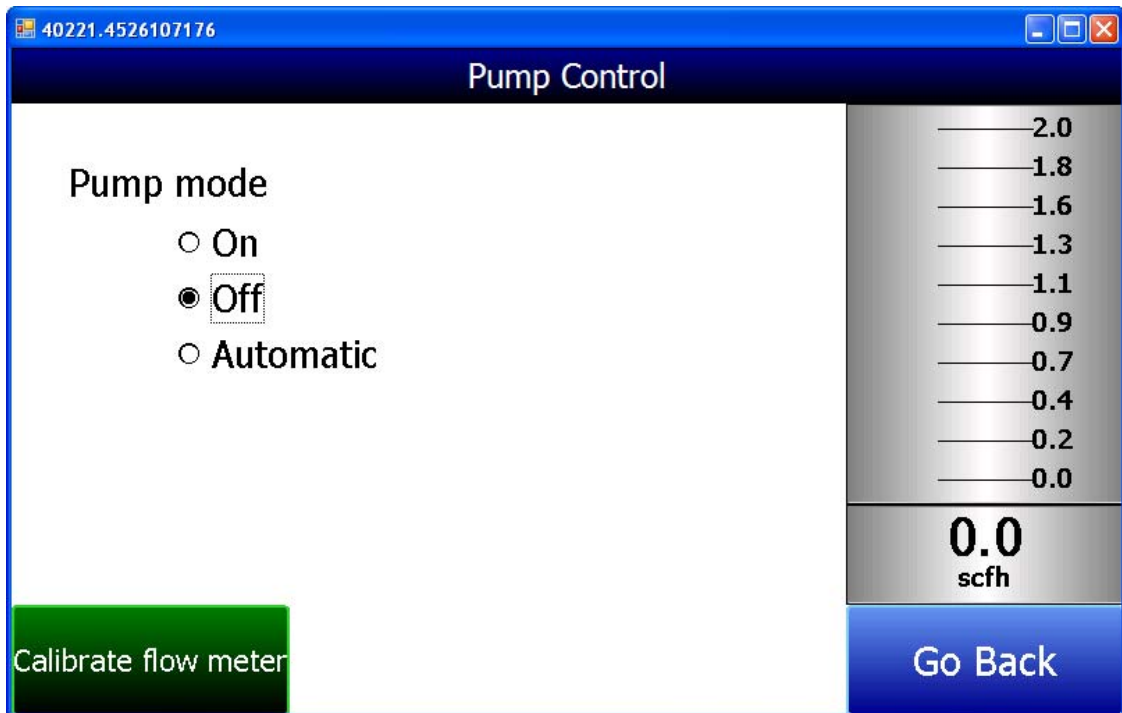 40221.4526107176
Pump Control
Pump mode
On
Off
Automatic
2.0
1.8
1.6
1.3
1.1
0.9
0.7
0.4
0.2
0.0
0.0
scfh
Calibrate flow meter
Go Back